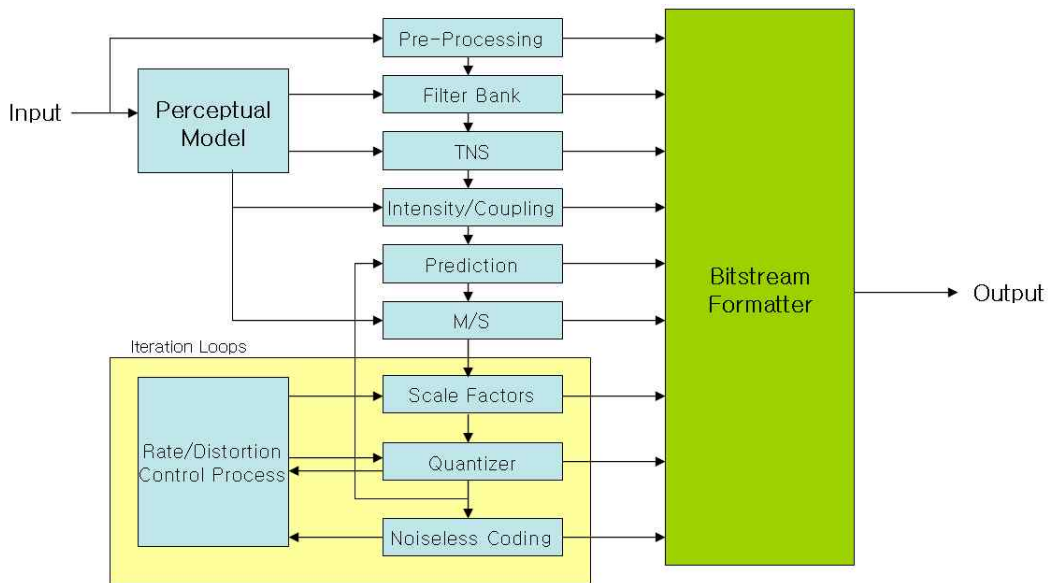 Pre-Processing
Input
Perceptual
Model
Filter Bank
TNS
Intensity/Coupling
Prediction
M/S
Bitstream
Formatter
Output
Iteration Loops
Rate/Distortion
Control Process
Scale Factors
Quantizer
Noiseless Coding